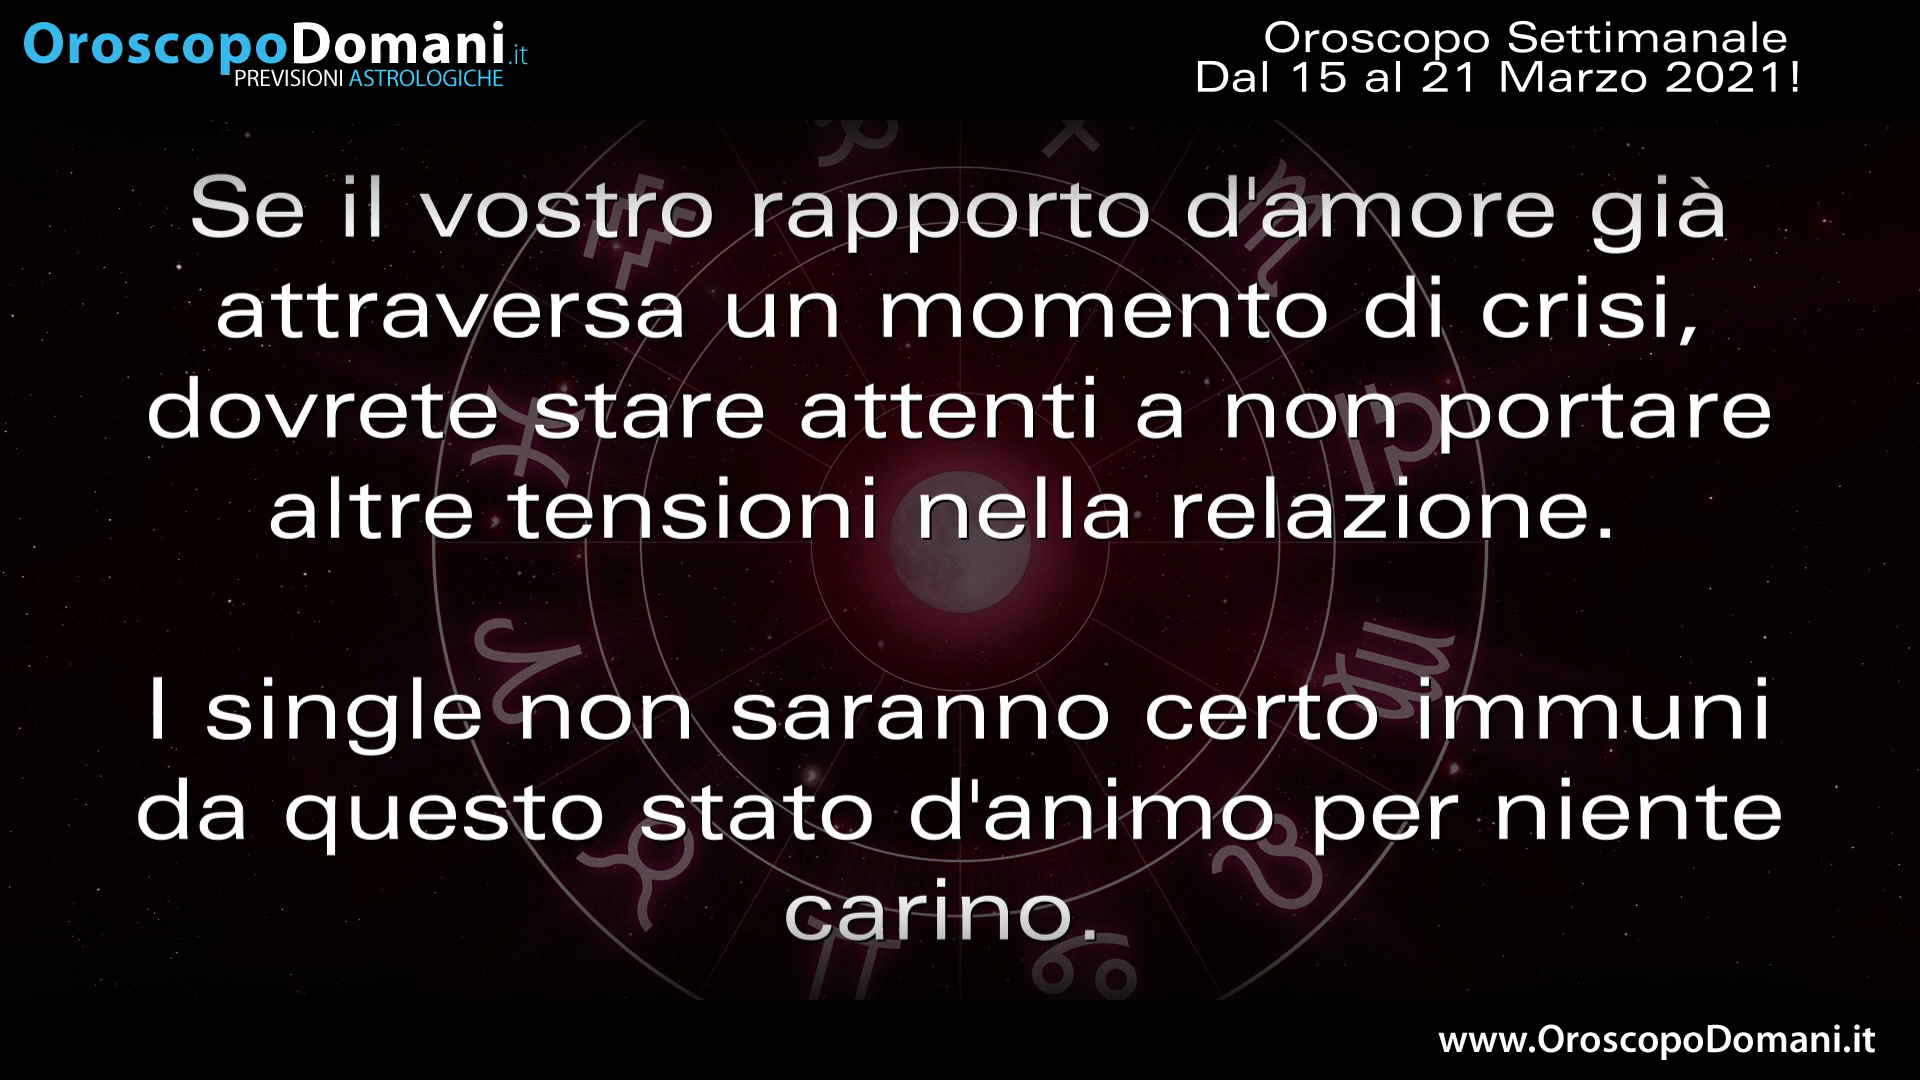 OroscopoDomani.it
PREVISIONI ASTROLOGICHE
Oroscopo Settimanale
Dal 15 al 21 Marzo 2021!
Se il vostro rapporto d'amore già
attraversa un momento di crisi,
dovrete stare attenti a non portare
altre tensioni nella relazione.
I single non saranno certo immuni
da questo stato d'animo per niente
carino.
www.OroscopoDomani.it